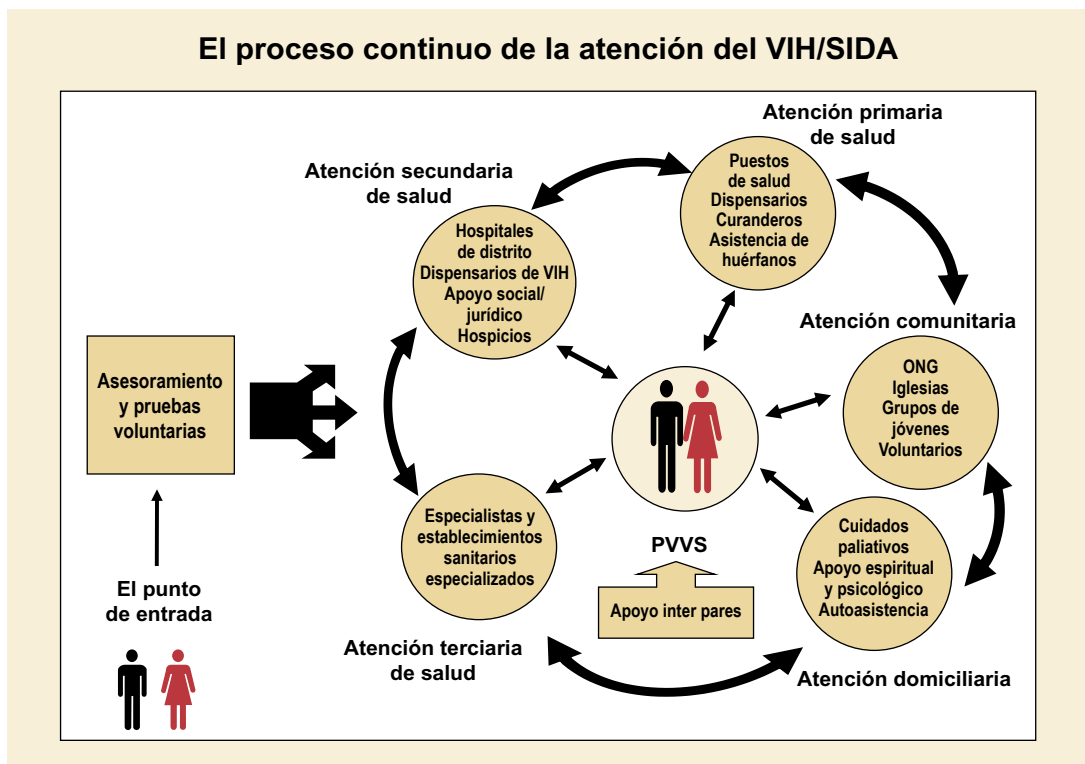 El proceso continuo de la atención del VIH/SIDA
Atención primaria
de salud
Puestos
de salud
Dispensarios
Curanderos
Asistencia de
huérfanos
Atención secundaria
de salud
Hospitales
de distrito
Dispensarios de VIH
Apoyo social/
jurídico
Hospicios
Atención comunitaria
ONG
Iglesias
Grupos de
jóvenes
Voluntarios
Asesoramiento
y pruebas
voluntarias
Especialistas y
establecimientos
sanitarios
especializados
Cuidados
paliativos
Apoyo espiritual
y psicológico
Autoasistencia
PVVS
Apoyo inter pares
El punto
de entrada
Atención terciaria
de salud
Atención domiciliaria